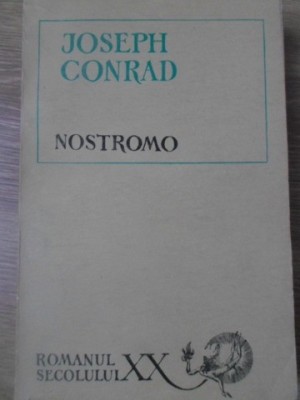 JOSEPH
CONRAD
NOSTROMO
ROMANUL
SECOLULUI XX